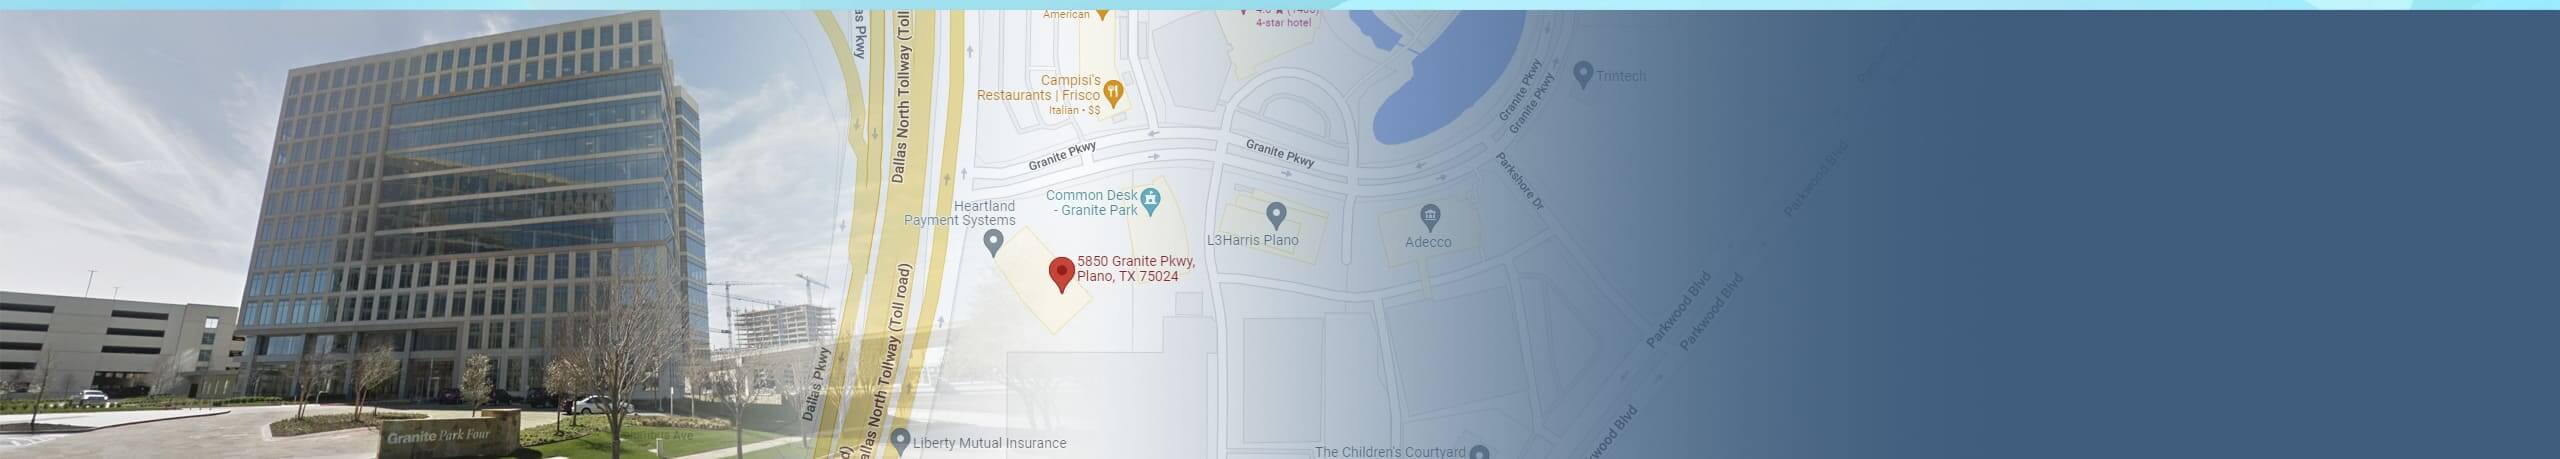 as Pkwy
Dallas North Tollway (Toll
American
4-star hotel
Campisi's
Restaurants | Frisco
Italian • $$
Granite Pkwy
Granite Pkwy
Granite Pkwy
Granite Pkwy
Trintech
Parkshore Dr
Parkwood Blvd
Common Desk
- Granite Park
Heartland
Payment Systems
L3Harris Plano
Adecco
5850 Granite Pkwy,
Plano, TX 75024
Dallas Pkwy
Dallas North Tollway (Toll road)
Parkwood Blvd
Parkwood Blvd
wood Blvd
Granite Park Four
Liberty Mutual Insurance
The Children's Courtyard